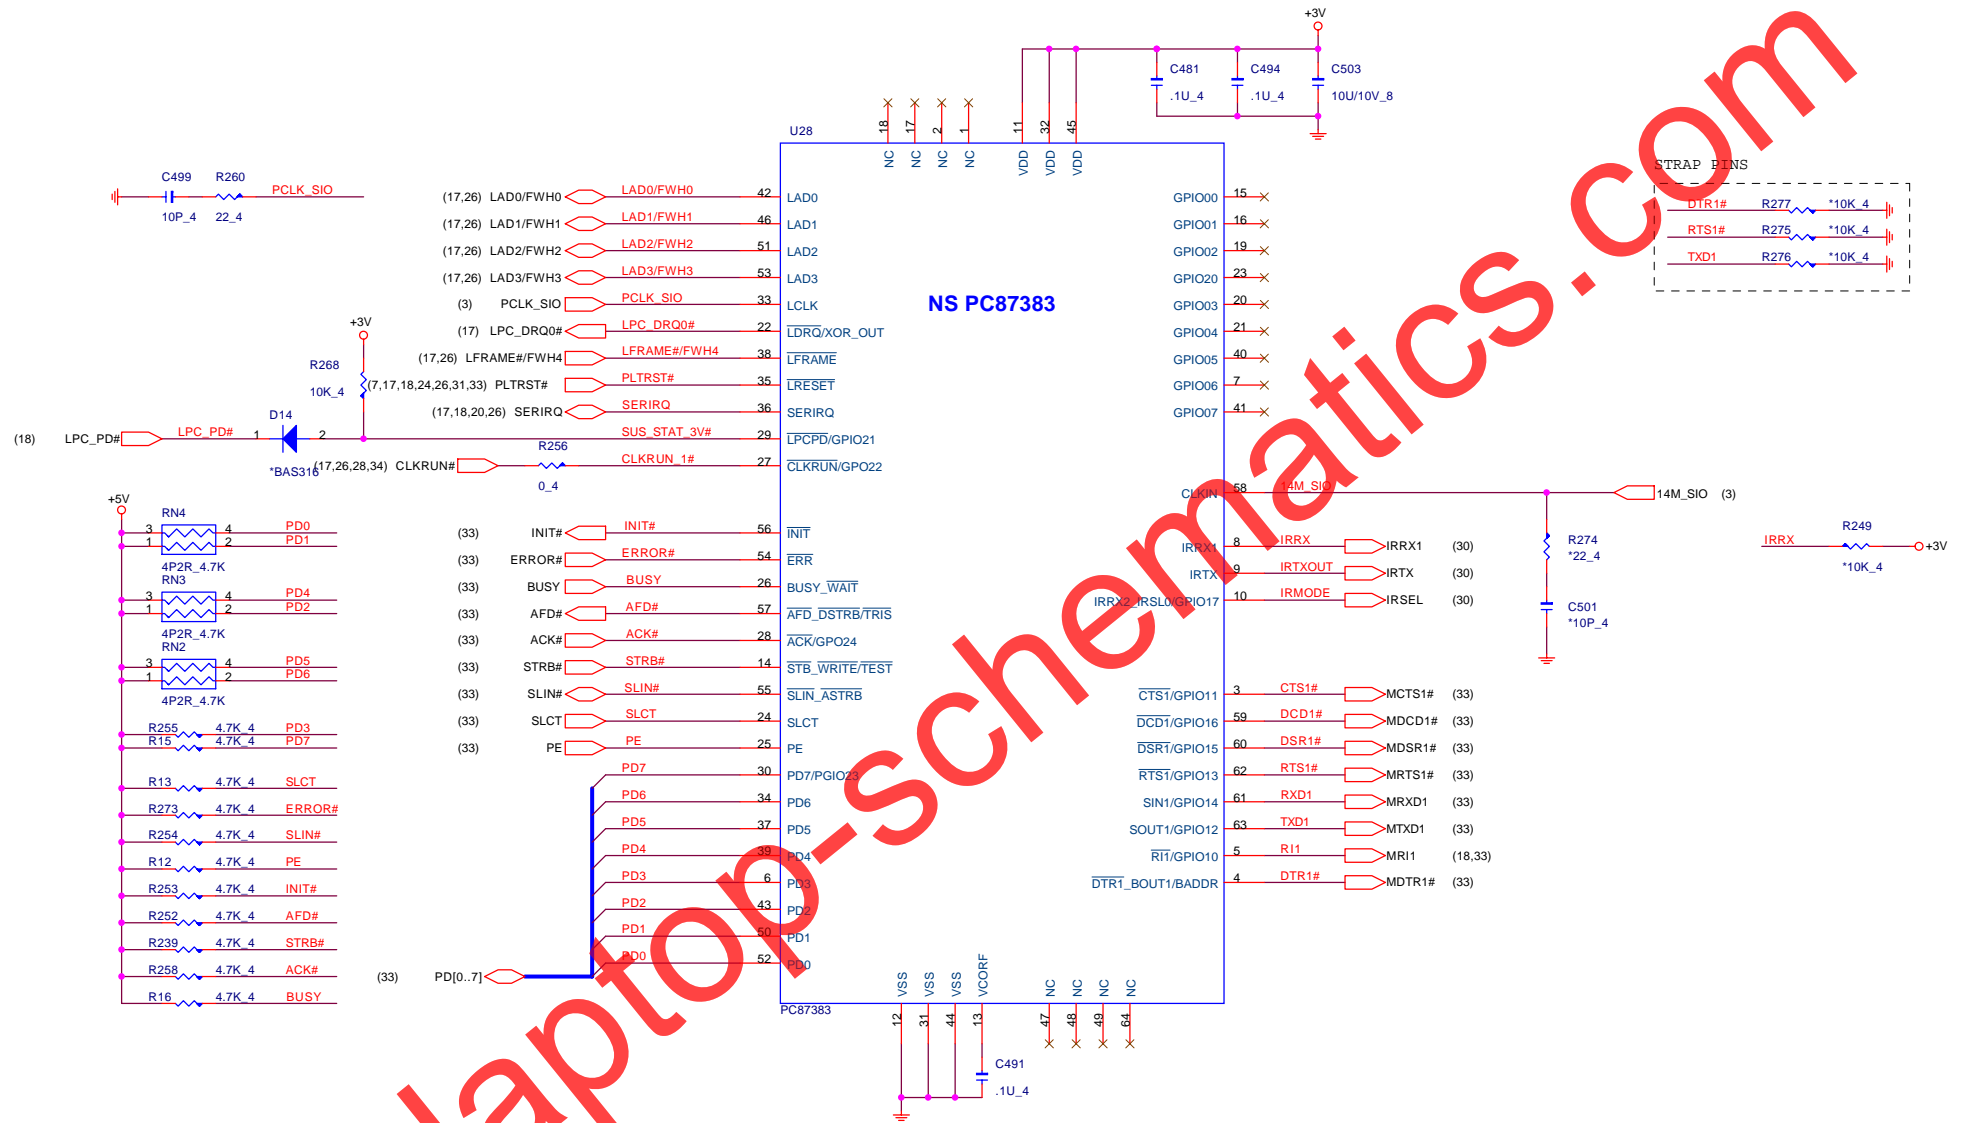 +3V
C481
C494
C503
.1U_4
.1U_4
10U/10V_8
18
17
2
1
11
32
45
U28
NC
NC
NC
NC
VDD
VDD
VDD
STRAP PINS
C499
R260
PCLK_SIO
10P_4
22_4
DTR1#
R277
*10K_4
RTS1#
R275
*10K_4
TXD1
R276
*10K_4
NS PC87383
(17,26) LAD0/FWH0
LAD0/FWH0
42
LAD0
(17,26) LAD1/FWH1
LAD1/FWH1
46
LAD1
(17,26) LAD2/FWH2
LAD2/FWH2
51
LAD2
(17,26) LAD3/FWH3
LAD3/FWH3
53
LAD3
(3) PCLK_SIO
PCLK_SIO
33
LCLK
(17) LPC_DRQ0#
LPC_DRQ0#
22
LDRQ/XOR_OUT
(17,26) LFRAME#/FWH4
LFRAME#/FWH4
38
LFRAME
(7,17,18,24,26,31,33) PLTRST#
PLTRST#
35
LRESET
(17,18,20,26) SERIRQ
SERIRQ
36
SERIRQ
+3V
R268
10K_4
D14
(18) LPC_PD#
LPC_PD#
1
2
*BAS316
SUS_STAT_3V#
29
LPCPD/GPIO21
(17,26,28,34) CLKRUN#
R256
0_4
CLKRUN_1#
27
CLKRUN/GPO22
GPIO00
15
GPIO01
16
GPIO02
19
GPIO20
23
GPIO03
20
GPIO04
21
GPIO05
40
GPIO06
7
GPIO07
41
CLKIN
58
14M_SIO
14M_SIO (3)
R274
*22_4
C501
*10P_4
IRRX
R249
*10K_4
+3V
IRRX1
8
IRRX
IRRX1 (30)
IRTX
9
IRTXOUT
IRTX (30)
IRRX2_IRSL0/GPIO17
10
IRMODE
IRSEL (30)
+5V
RN4
3
4
PD0
1
2
PD1
4P2R_4.7K
RN3
3
4
PD4
1
2
PD2
4P2R_4.7K
RN2
3
4
PD5
1
2
PD6
4P2R_4.7K
R255
4.7K_4
PD3
R15
4.7K_4
PD7
R13
4.7K_4
SLCT
R273
4.7K_4
ERROR#
R254
4.7K_4
SLIN#
R12
4.7K_4
PE
R253
4.7K_4
INIT#
R252
4.7K_4
AFD#
R239
4.7K_4
STRB#
R258
4.7K_4
ACK#
R16
4.7K_4
BUSY
(33) INIT#
INIT#
56
INIT
(33) ERROR#
ERROR#
54
ERR
(33) BUSY
BUSY
26
BUSY_WAIT
(33) AFD#
AFD#
57
AFD_DSTRB/TRIS
(33) ACK#
ACK#
28
ACK/GPO24
(33) STRB#
STRB#
14
STB_WRITE/TEST
(33) SLIN#
SLIN#
55
SLIN_ASTRB
(33) SLCT
SLCT
24
SLCT
(33) PE
PE
25
PE
PD7
30
PD7/PGIO23
PD6
34
PD6
PD5
37
PD5
PD4
39
PD4
PD3
6
PD3
PD2
43
PD2
PD1
50
PD1
PD0
52
PD0
(33) PD[0..7]
CTS1/GPIO11
3
CTS1#
MCTS1# (33)
DCD1/GPIO16
59
DCD1#
MDCD1# (33)
DSR1/GPIO15
60
DSR1#
MDSR1# (33)
RTS1/GPIO13
62
RTS1#
MRTS1# (33)
SIN1/GPIO14
61
RXD1
MRXD1 (33)
SOUT1/GPIO12
63
TXD1
MTXD1 (33)
RI1/GPIO10
5
RI1
MRI1 (18,33)
DTR1_BOUT1/BADDR
4
DTR1#
MDTR1# (33)
VSS
VSS
VSS
VCORF
NC
NC
NC
NC
PC87383
12
31
44
13
47
48
49
64
C491
.1U_4
laptop-schematics.com